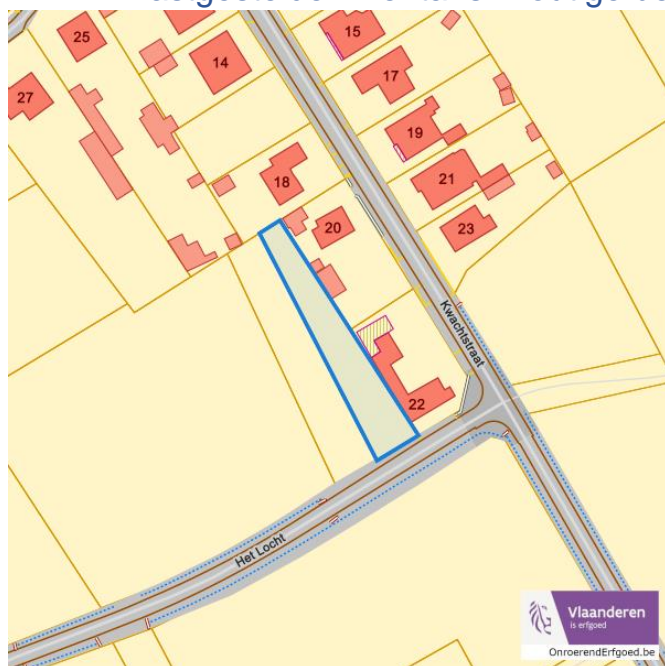 25
15
14
17
27
19
18
21
20
23
Kwachtstraat
22
Het Locht
Vlaanderen
is erfgoed
OnroerendErfgoed.be